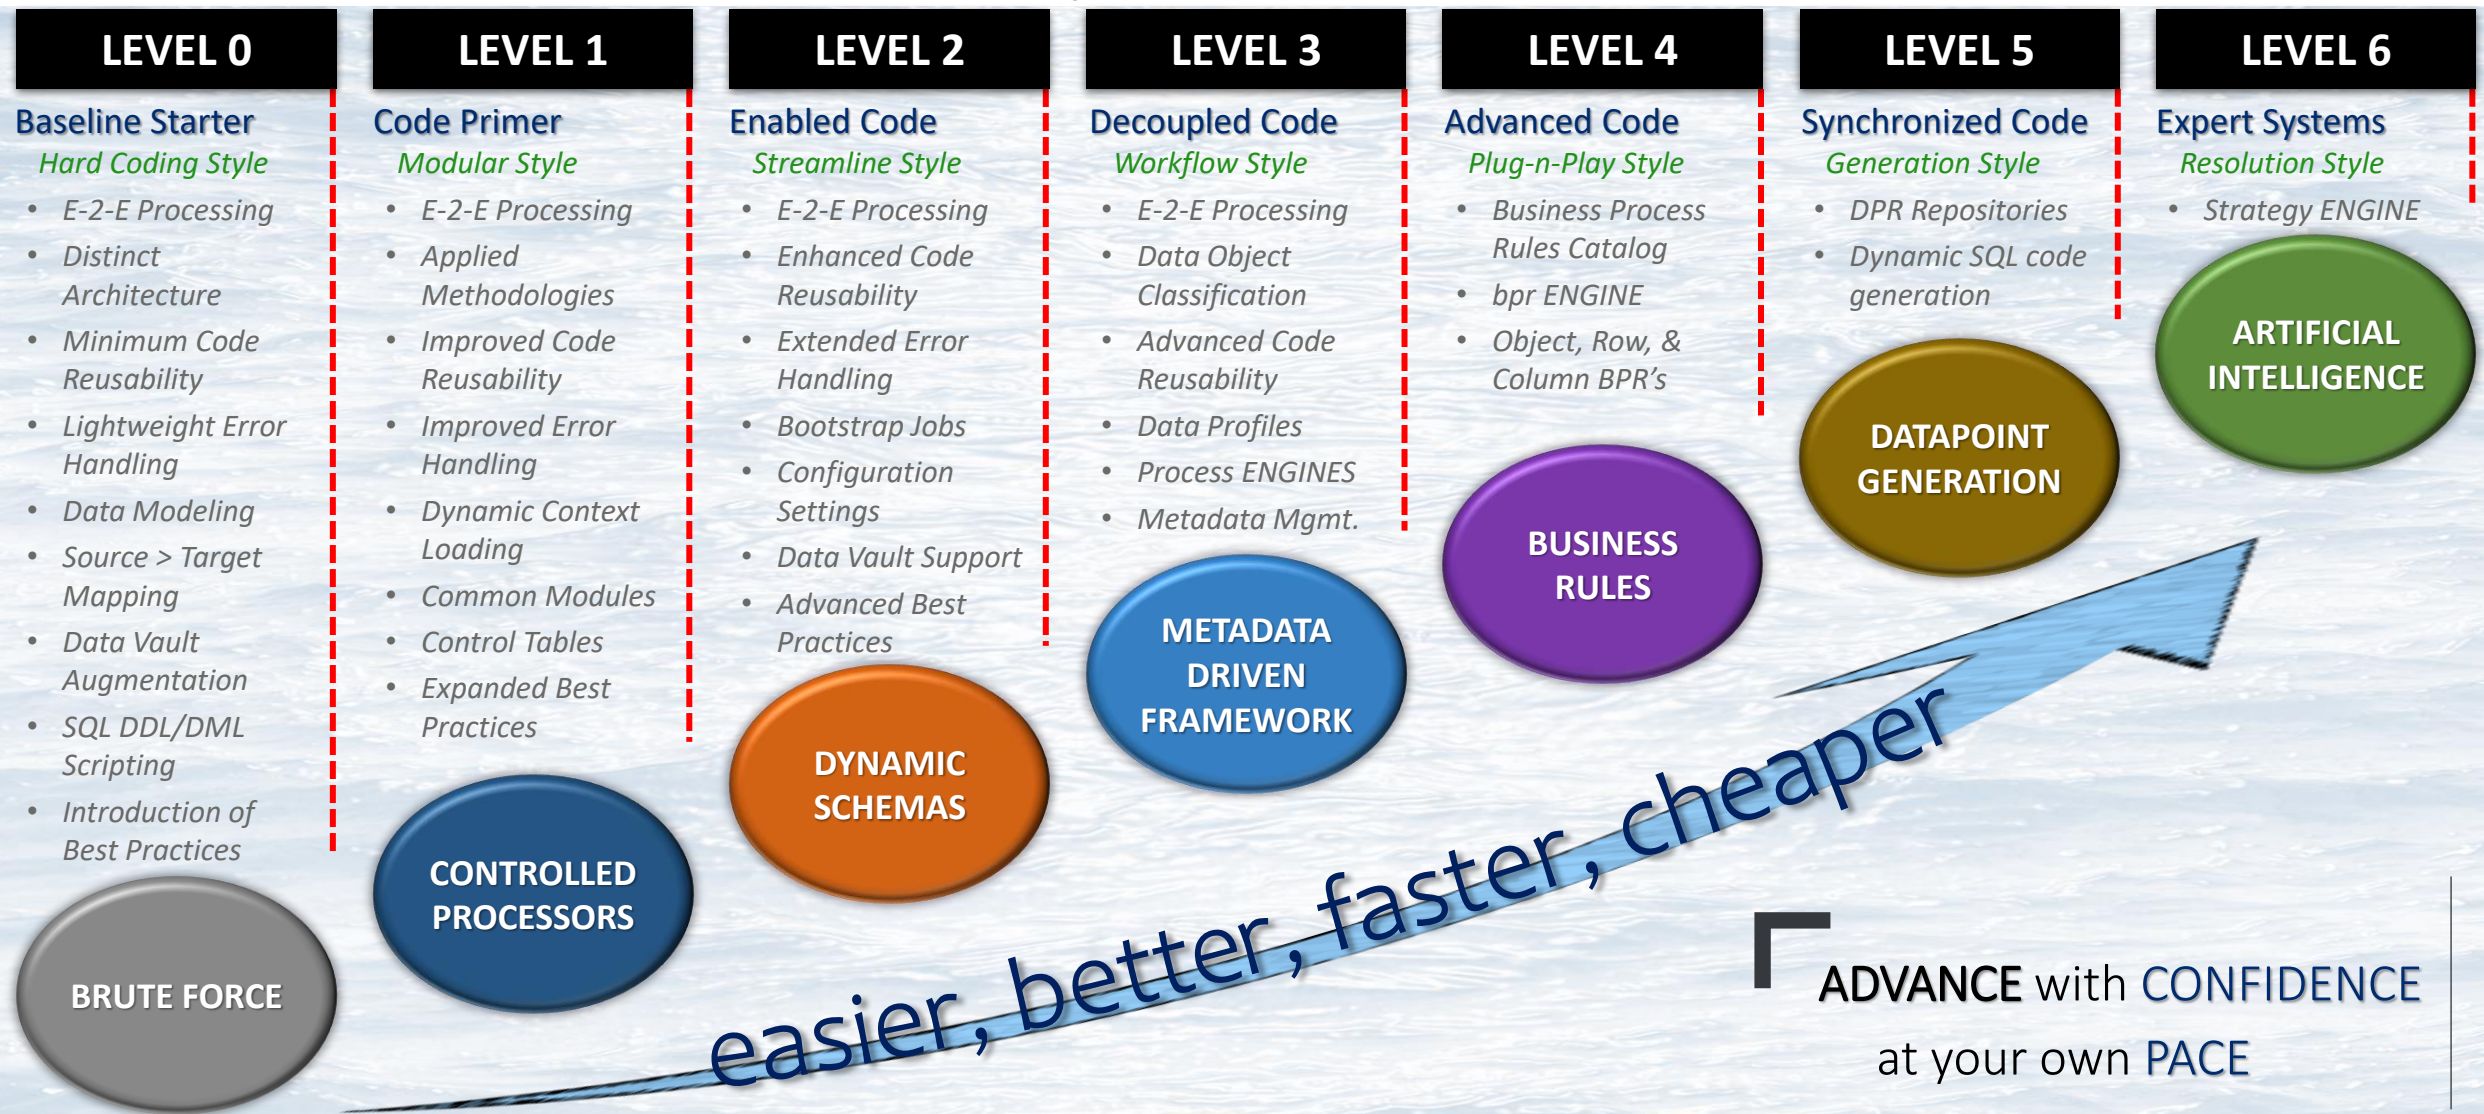 LEVEL 0
Baseline Starter
Hard Coding Style
• E-2-E Processing
• Distinct
Architecture
• Minimum Code
Reusability
• Lightweight Error
Handling
• Data Modeling
• Source > Target
Mapping
• Data Vault
Augmentation
• SQL DDL/DML
Scripting
• Introduction of
Best Practices
BRUTE FORCE
LEVEL 1
Code Primer
Modular Style
• E-2-E Processing
• Applied
Methodologies
• Improved Code
Reusability
• Improved Error
Handling
• Dynamic Context
Loading
• Common Modules
• Control Tables
• Expanded Best
Practices
CONTROLLED
PROCESSORS
LEVEL 2
Enabled Code
Streamline Style
• E-2-E Processing
• Enhanced Code
Reusability
• Extended Error
Handling
• Bootstrap Jobs
• Configuration
Settings
• Data Vault Support
• Advanced Best
Practices
DYNAMIC
SCHEMAS
LEVEL 3
Decoupled Code
Workflow Style
• E-2-E Processing
• Data Object
Classification
• Advanced Code
Reusability
• Data Profiles
• Process ENGINES
• Metadata Mgmt.
METADATA
DRIVEN
FRAMEWORK
LEVEL 4
Advanced Code
Plug-n-Play Style
• Business Process
Rules Catalog
• bpr ENGINE
• Object, Row, &
Column BPR’s
BUSINESS
RULES
LEVEL 5
Synchronized Code
Generation Style
• DPR Repositories
• Dynamic SQL code
generation
DATAPOINT
GENERATION
LEVEL 6
Expert Systems
Resolution Style
• Strategy ENGINE
ARTIFICIAL
INTELLIGENCE
easier, better, faster, cheaper
ADVANCE with CONFIDENCE
at your own PACE